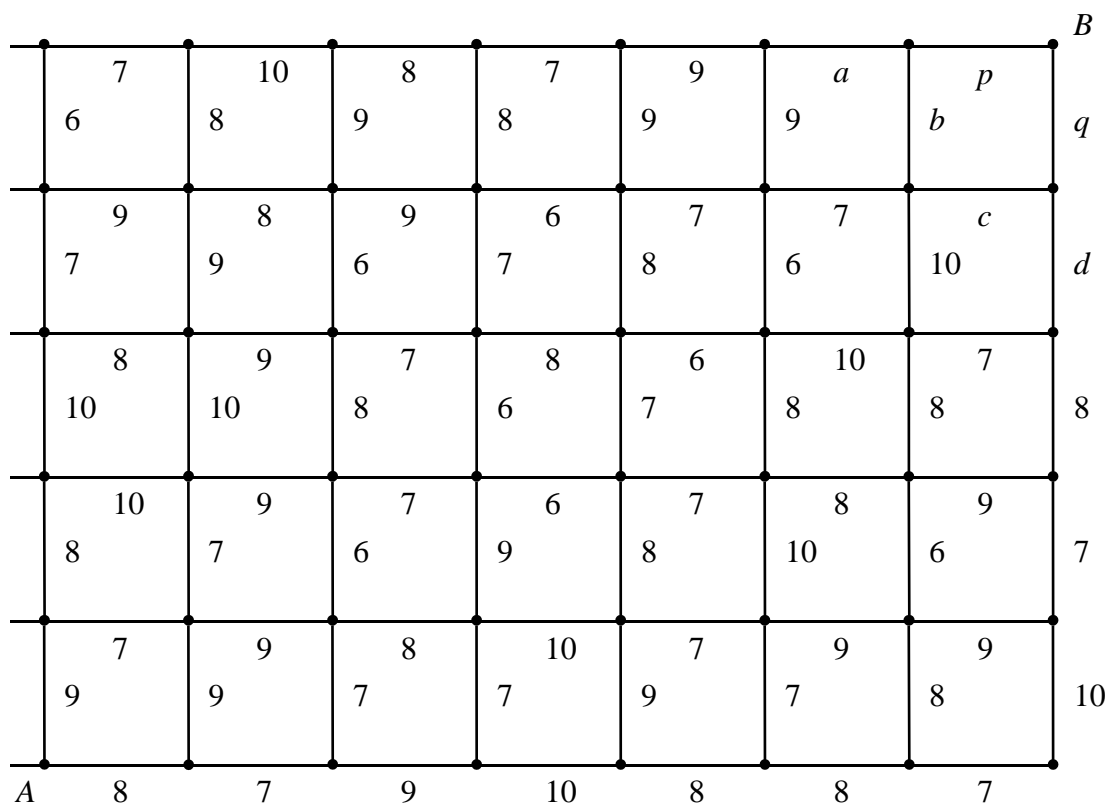 B
7 10 8 7 9 a p
6 8 9 8 9 9 b q
9 8 9 6 7 7 c
7 9 6 7 8 6 10 d
8 9 7 8 6 10 7
10 10 8 6 7 8 8 8
10 9 7 6 7 8 9
8 7 6 9 8 10 6 7
7 9 8 10 7 9 9
9 9 7 7 9 7 8 10
A 8 7 9 10 8 8 7